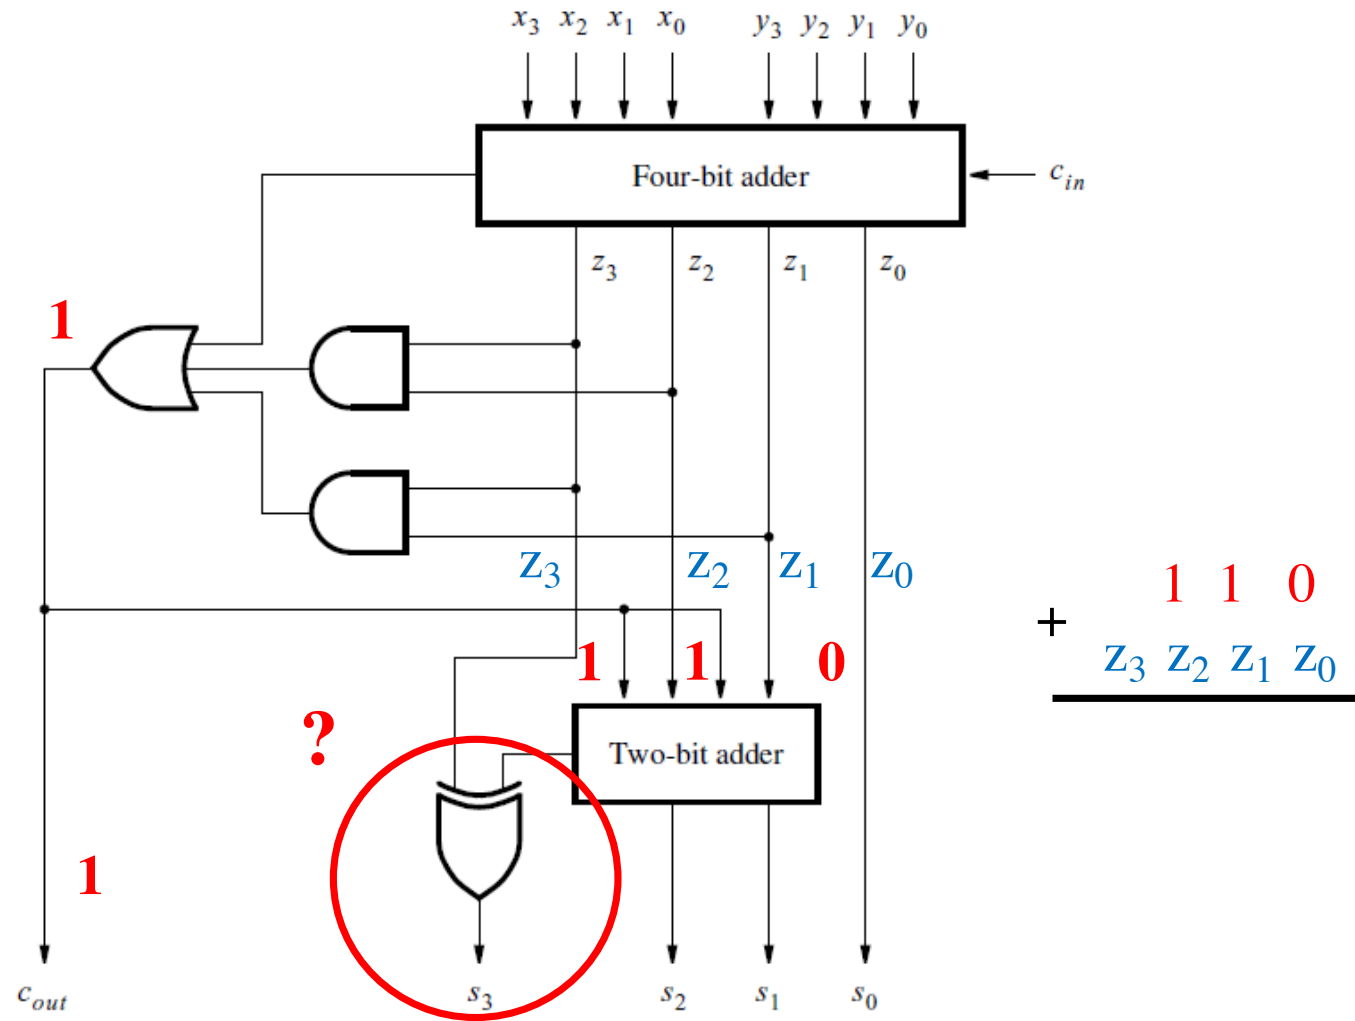 x₃ x₂ x₁ x₀ y₃ y₂ y₁ y₀
Four-bit adder
c_in
z₃ z₂ z₁ z₀
1
z₃ z₂ z₁ z₀
1 1 0
+
z₃ z₂ z₁ z₀
1 1 0
?
Two-bit adder
1
c_out s₃ s₂ s₁ s₀